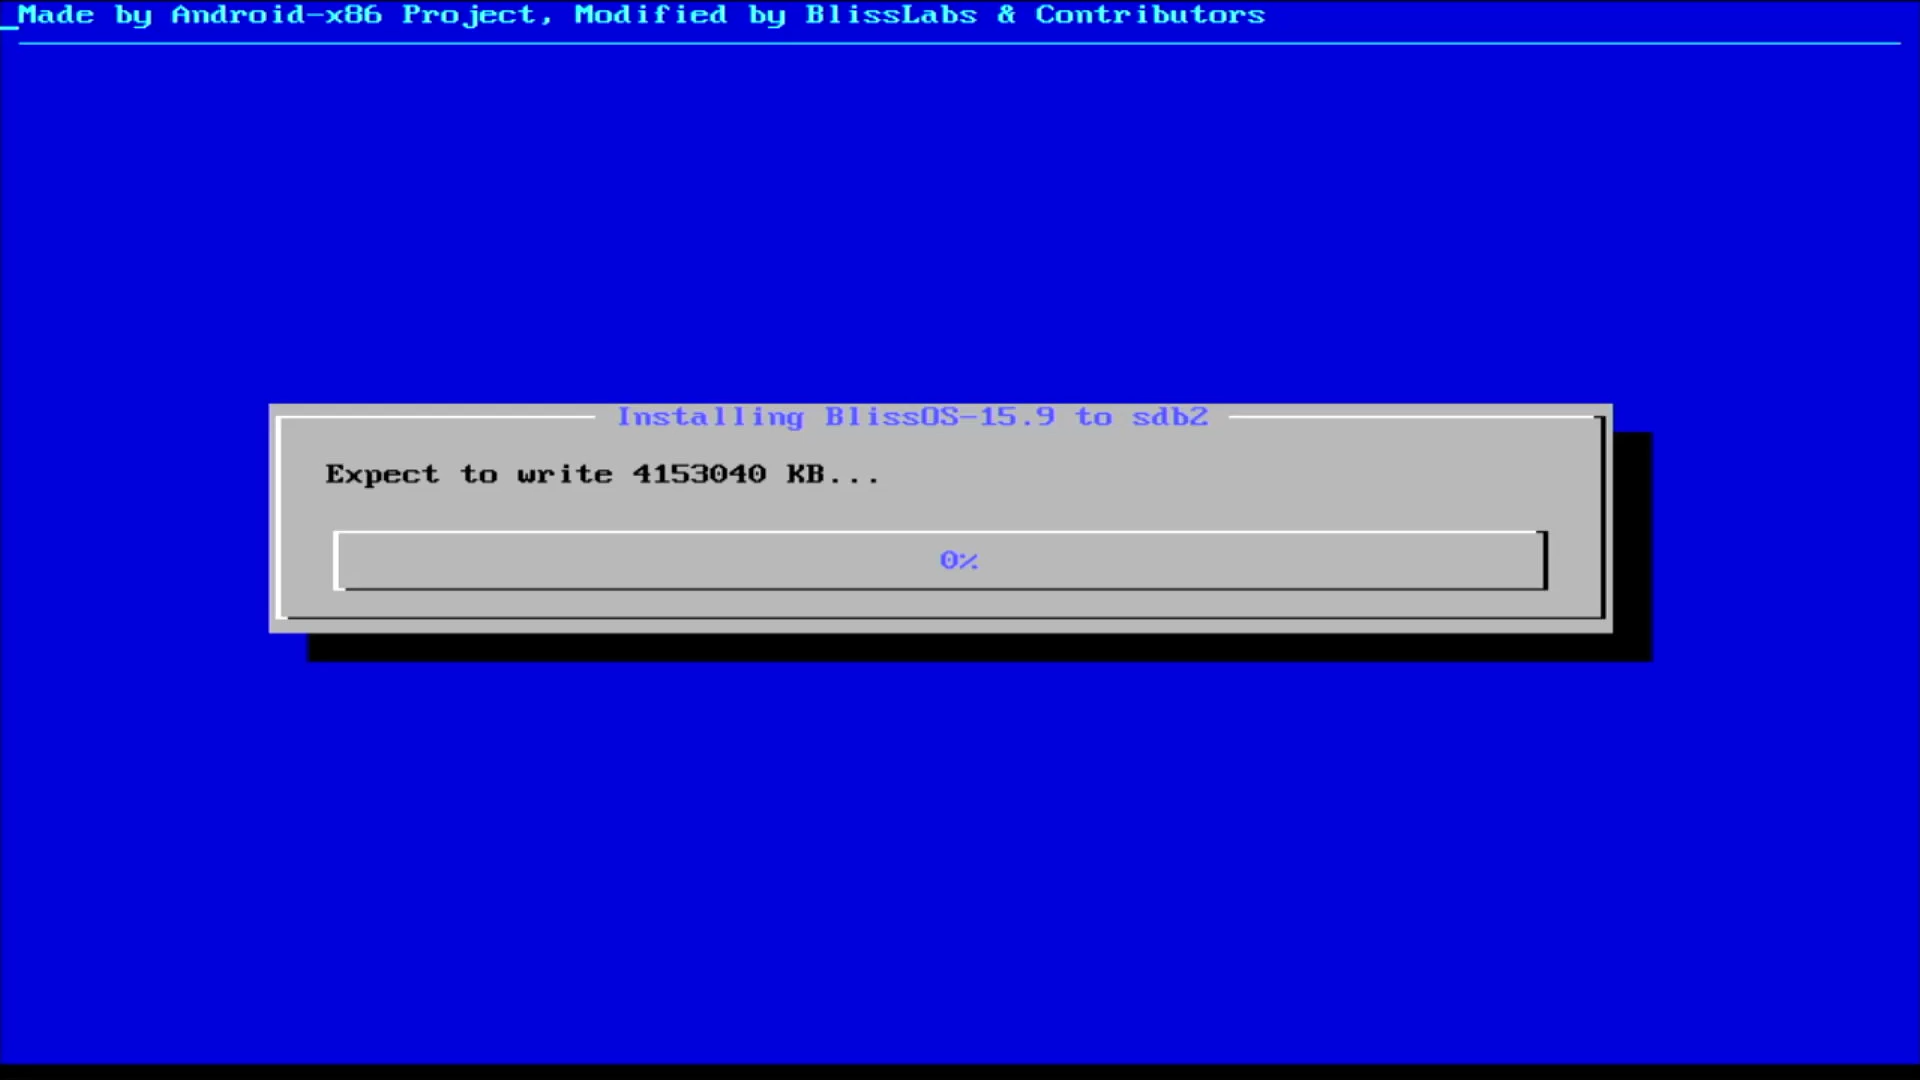 Made by Android-x86 Project, Modified by BlissLabs & Contributors
Installing BlissOS-15.9 to sdb2
Expect to write 4153040 KB...
0%